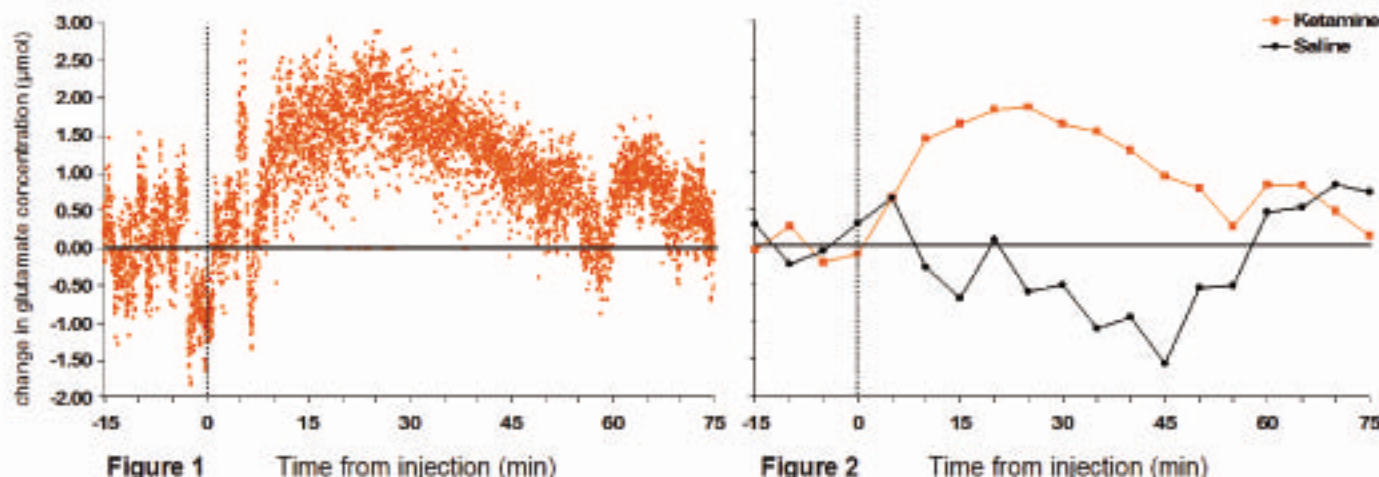 change in glutamate concentration (µmol)
3.00
2.50
2.00
1.50
1.00
0.50
0.00
-0.50
-1.00
-1.50
-2.00
-15 0 15 30 45 60 75
Figure 1 Time from injection (min)
Ketamine
Saline
-15 0 15 30 45 60 75
Figure 2 Time from injection (min)